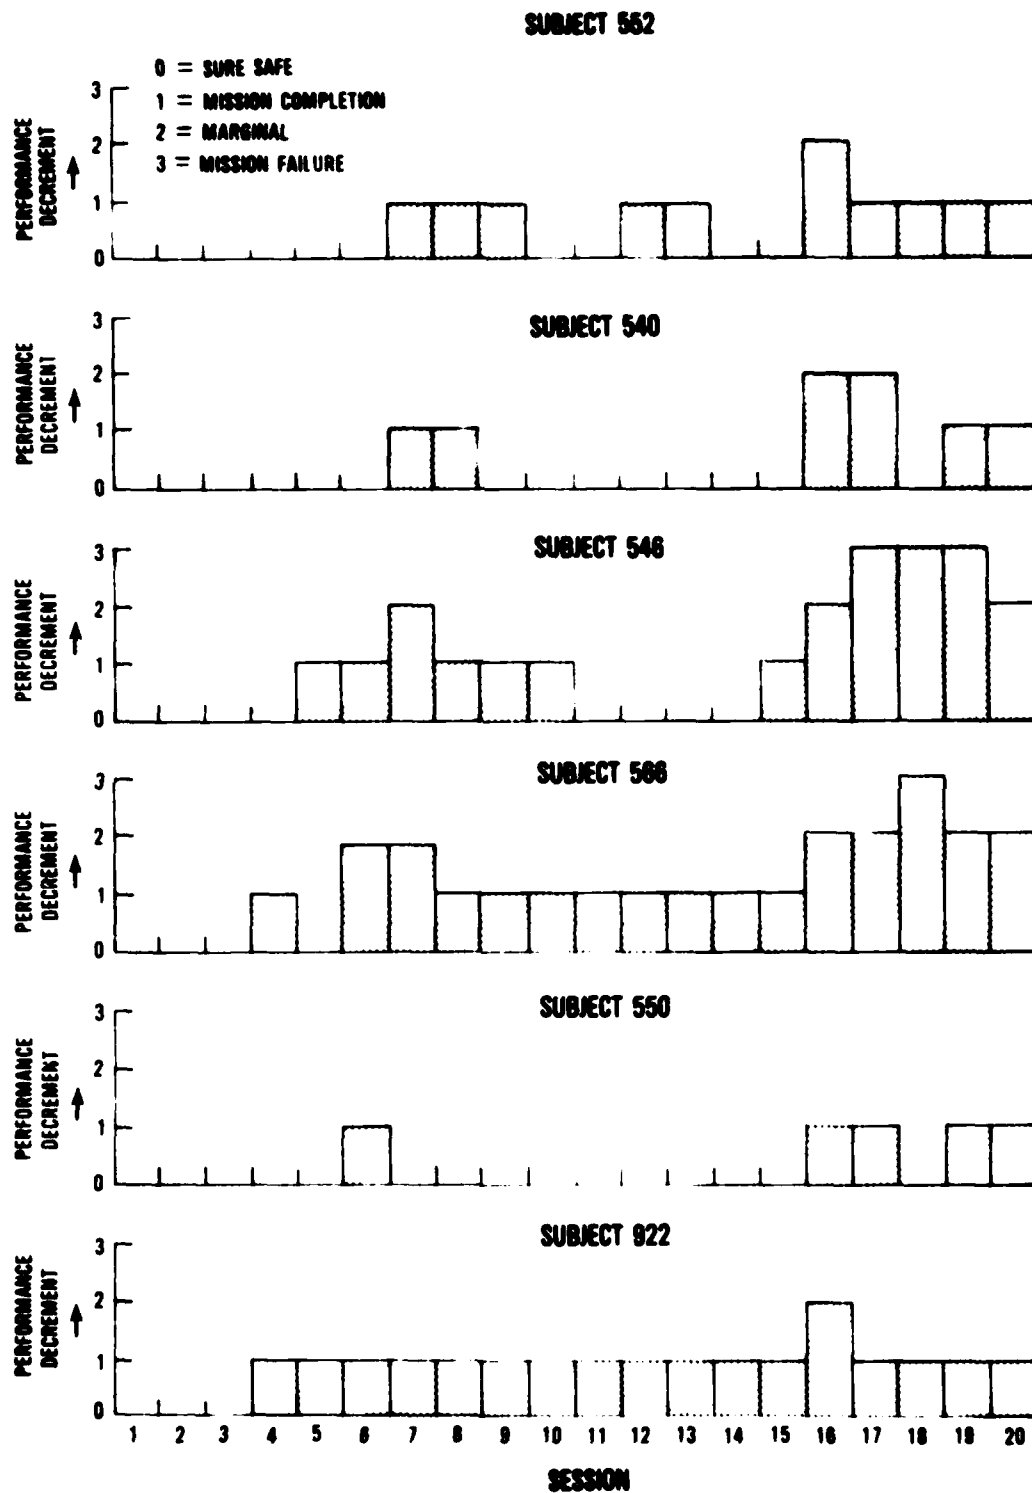 SUBJECT 552
0 = SURE SAFE
1 = MISSION COMPLETION
2 = MARGINAL
3 = MISSION FAILURE
PERFORMANCE
DECREMENT
3
2
1
0
SUBJECT 540
PERFORMANCE
DECREMENT
3
2
1
0
SUBJECT 546
PERFORMANCE
DECREMENT
3
2
1
0
SUBJECT 566
PERFORMANCE
DECREMENT
3
2
1
0
SUBJECT 550
PERFORMANCE
DECREMENT
3
2
1
0
SUBJECT 922
PERFORMANCE
DECREMENT
3
2
1
0
1 2 3 4 5 6 7 8 9 10 11 12 13 14 15 16 17 18 19 20
SESSION